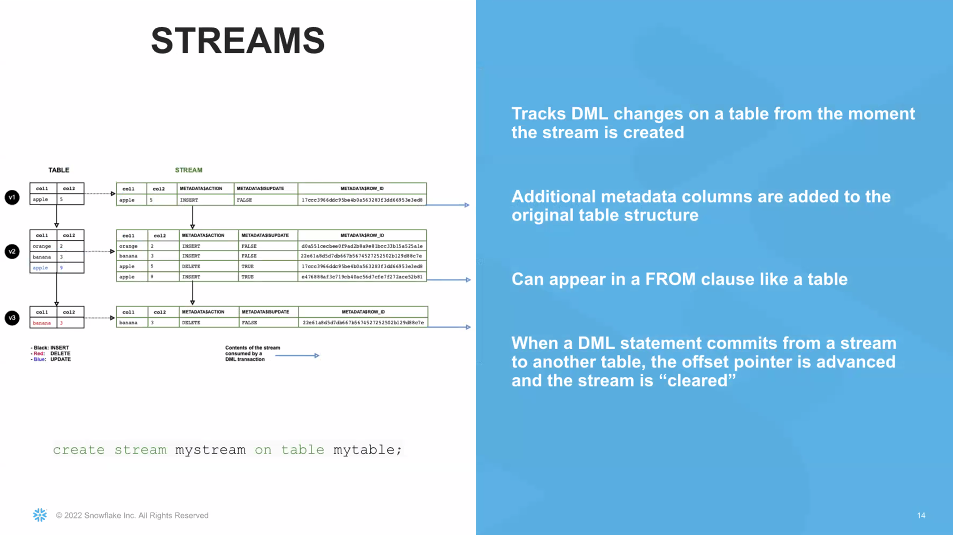 STREAMS
TABLE
STREAM
v1
col1 col2
apple 5
col1 col2 METADATA$ACTION METADATA$ISUPDATE METADATA$ROW_ID
apple 5 INSERT FALSE
v2
col1 col2
orange 2
banana 3
apple 9
col1 col2 METADATA$ACTION METADATA$ISUPDATE METADATA$ROW_ID
orange 2 INSERT FALSE
banana 3 INSERT FALSE
apple 5 DELETE TRUE
apple 9 INSERT TRUE
v3
col1 col2
banana 3
col1 col2 METADATA$ACTION METADATA$ISUPDATE METADATA$ROW_ID
banana 3 DELETE FALSE
- Black: INSERT
- Red: DELETE
- Blue: UPDATE
Contents of the stream
consumed by a
DML transaction
create stream mystream on table mytable;
Tracks DML changes on a table from the moment
the stream is created
Additional metadata columns are added to the
original table structure
Can appear in a FROM clause like a table
When a DML statement commits from a stream
to another table, the offset pointer is advanced
and the stream is “cleared”
© 2022 Snowflake Inc. All Rights Reserved
14